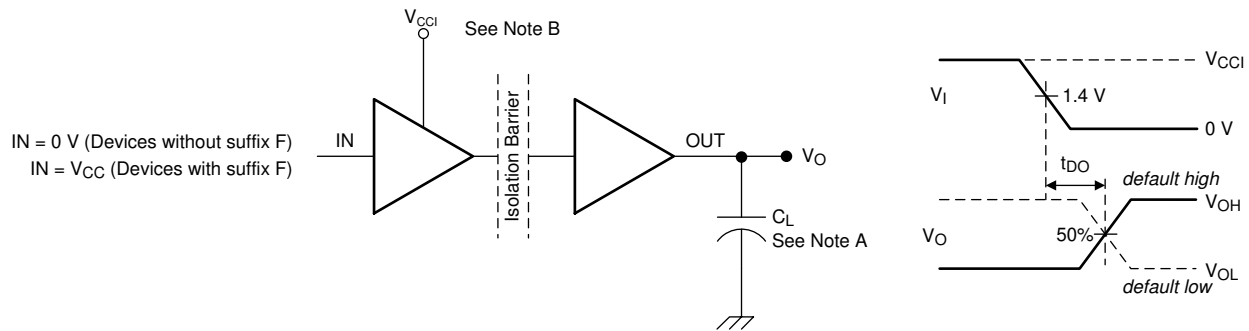 VCCI
See Note B
IN = 0 V (Devices without suffix F)
IN = VCC (Devices with suffix F)
IN
Isolation Barrier
OUT
VO
CL
See Note A
VI
VCCI
1.4 V
0 V
tDO
default high
VOH
VO
50%
VOL
default low